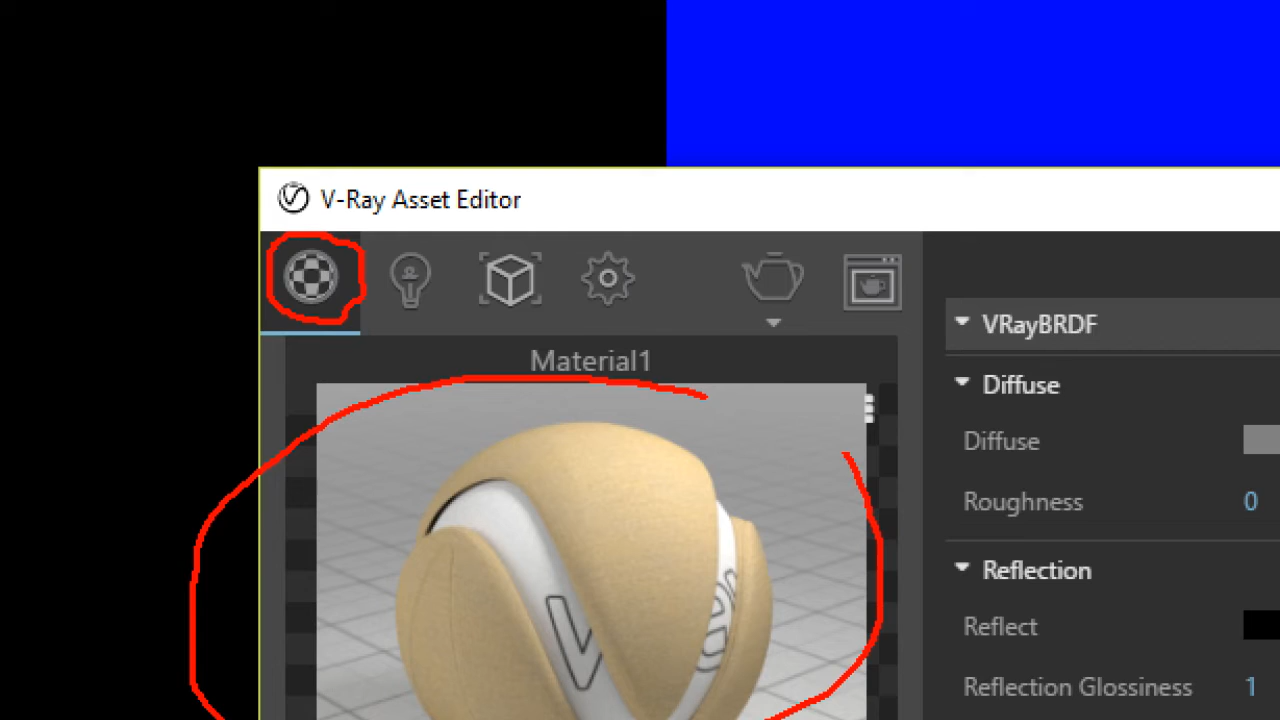 V-Ray Asset Editor
Material1
VRayBRDF
Diffuse
Diffuse
Roughness 0
Reflection
Reflect
Reflection Glossiness 1